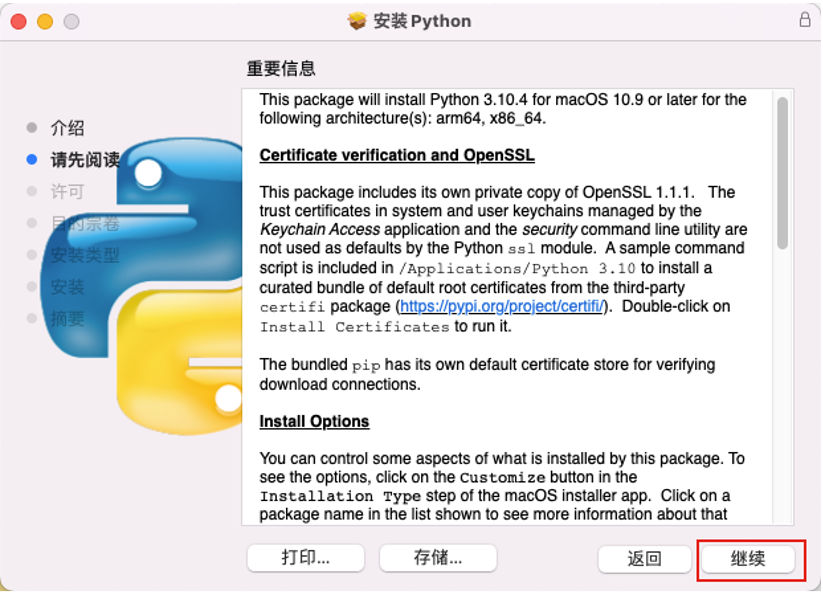 安装 Python
重要信息
介绍
请先阅读
许可
目的宗卷
安装类型
安装
摘要
This package will install Python 3.10.4 for macOS 10.9 or later for the
following architecture(s): arm64, x86_64.
Certificate verification and OpenSSL
This package includes its own private copy of OpenSSL 1.1.1. The
trust certificates in system and user keychains managed by the
Keychain Access application and the security command line utility are
not used as defaults by the Python ssl module. A sample command
script is included in /Applications/Python 3.10 to install a
curated bundle of default root certificates from the third-party
certifi package (https://pypi.org/project/certifi/). Double-click on
Install Certificates to run it.
The bundled pip has its own default certificate store for verifying
download connections.
Install Options
You can control some aspects of what is installed by this package. To
see the options, click on the Customize button in the
Installation Type step of the macOS installer app. Click on a
package name in the list shown to see more information about that
打印... 存储... 返回 继续